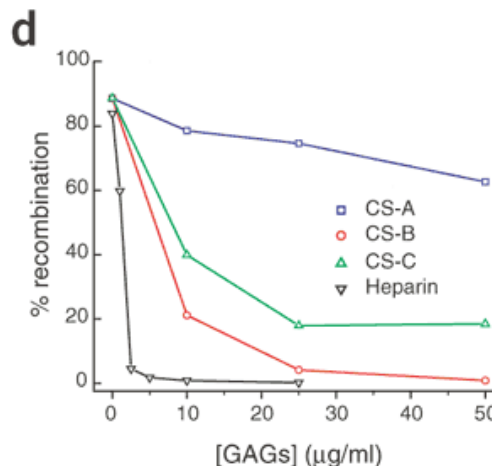 d
100
80
60
40
20
0
% recombination
CS-A
CS-B
CS-C
Heparin
0 10 20 30 40 50
[GAGs] (μg/ml)